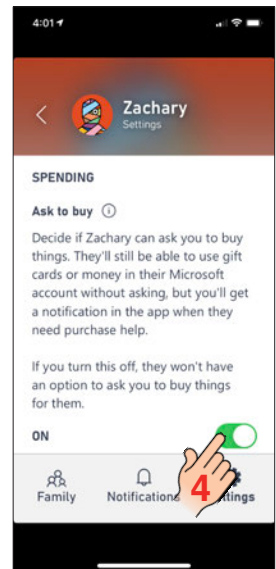 4:01
Zachary
Settings
SPENDING
Ask to buy
Decide if Zachary can ask you to buy
things. They'll still be able to use gift
cards or money in their Microsoft
account without asking, but you'll get
a notification in the app when they
need purchase help.
If you turn this off, they won't have
an option to ask you to buy things
for them.
ON
4
Family
Notifications
ttings